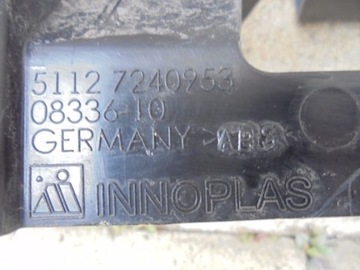 5112 7240953
08336 10
GERMANY >ABS<
INNOPLAS